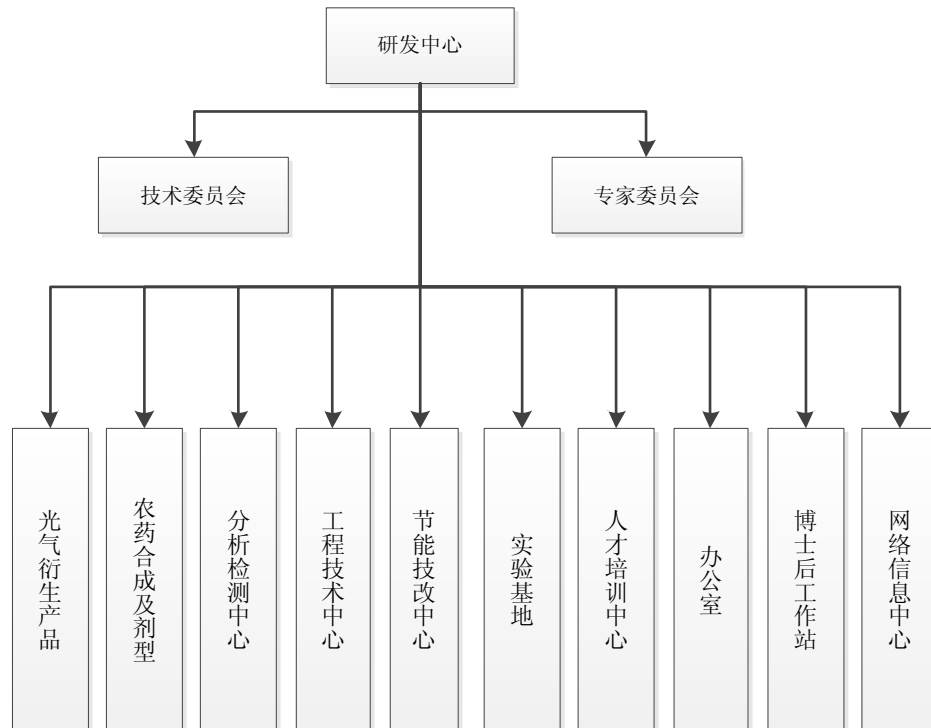 研发中心
技术委员会
专家委员会
光气衍生产品
农药合成及剂型
分析检测中心
工程技术中心
节能技改中心
实验基地
人才培训中心
办公室
博士后工作站
网络信息中心